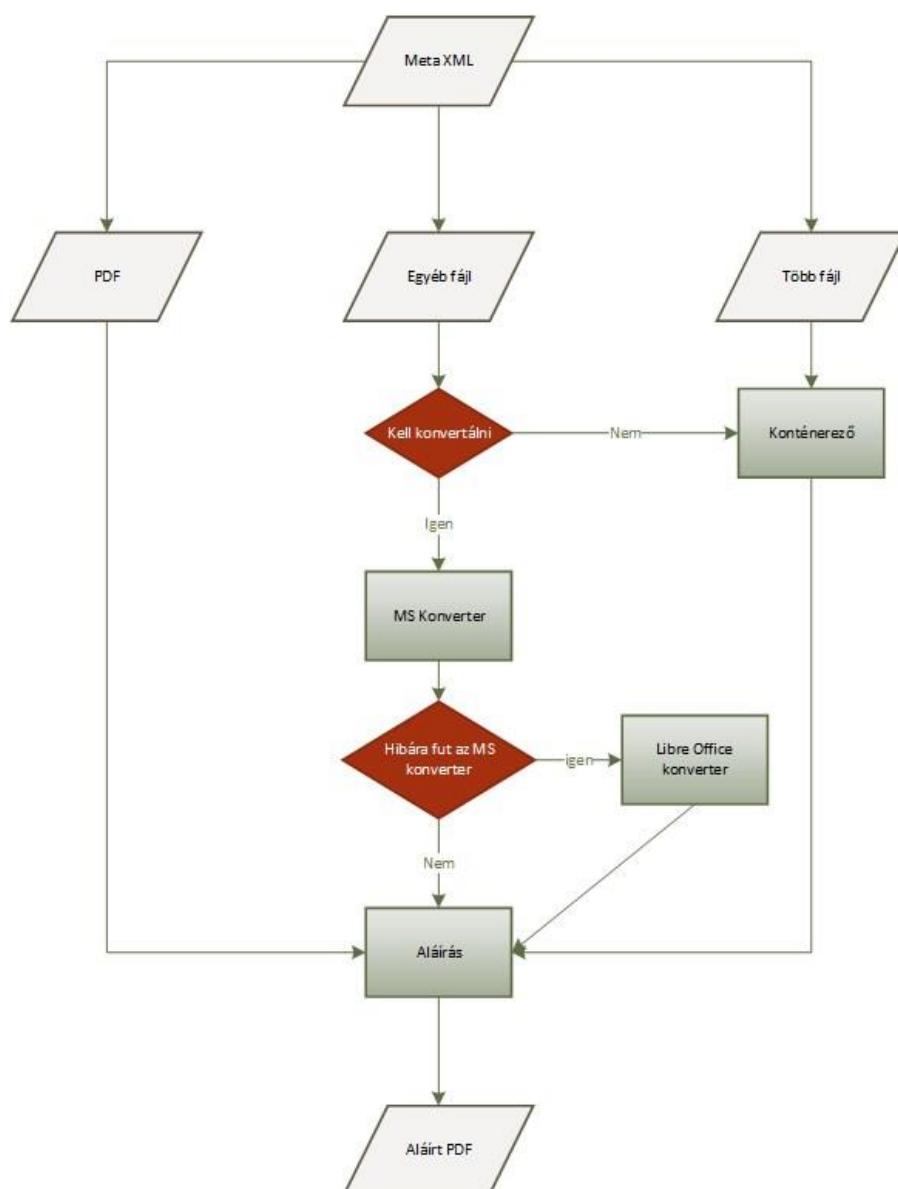 Meta XML
PDF
Egyéb fájl
Több fájl
Kell konvertálni
Nem
Konténerező
Igen
MS Konverter
Hibára fut az MS
konverter
igen
Libre Office
konverter
Nem
Aláírás
Aláírt PDF